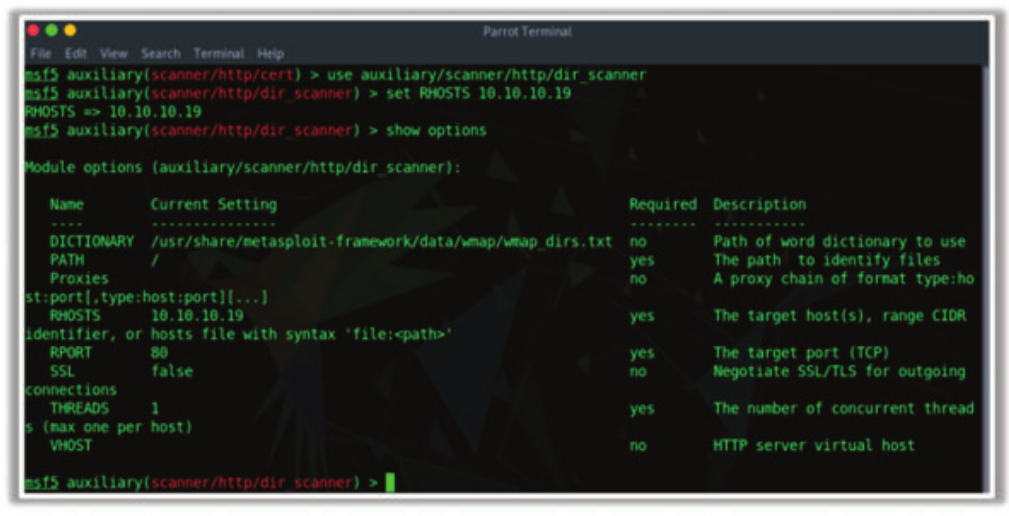 Parrot Terminal
File Edit View Search Terminal Help
msf5 auxiliary(scanner/http/cert) > use auxiliary/scanner/http/dir_scanner
msf5 auxiliary(scanner/http/dir_scanner) > set RHOSTS 10.10.10.19
RHOSTS => 10.10.10.19
msf5 auxiliary(scanner/http/dir_scanner) > show options
Module options (auxiliary/scanner/http/dir_scanner):
Name Current Setting Required Description
---- --------------- -------- -----------
DICTIONARY /usr/share/metasploit-framework/data/wmap/wmap_dirs.txt no Path of word dictionary to use
PATH / yes The path to identify files
Proxies no A proxy chain of format type:ho
st:port[,type:host:port][...]
RHOSTS 10.10.10.19 yes The target host(s), range CIDR
identifier, or hosts file with syntax 'file:<path>'
RPORT 80 yes The target port (TCP)
SSL false no Negotiate SSL/TLS for outgoing
connections
THREADS 1 yes The number of concurrent thread
s (max one per host)
VHOST no HTTP server virtual host
msf5 auxiliary(scanner/http/dir_scanner) >